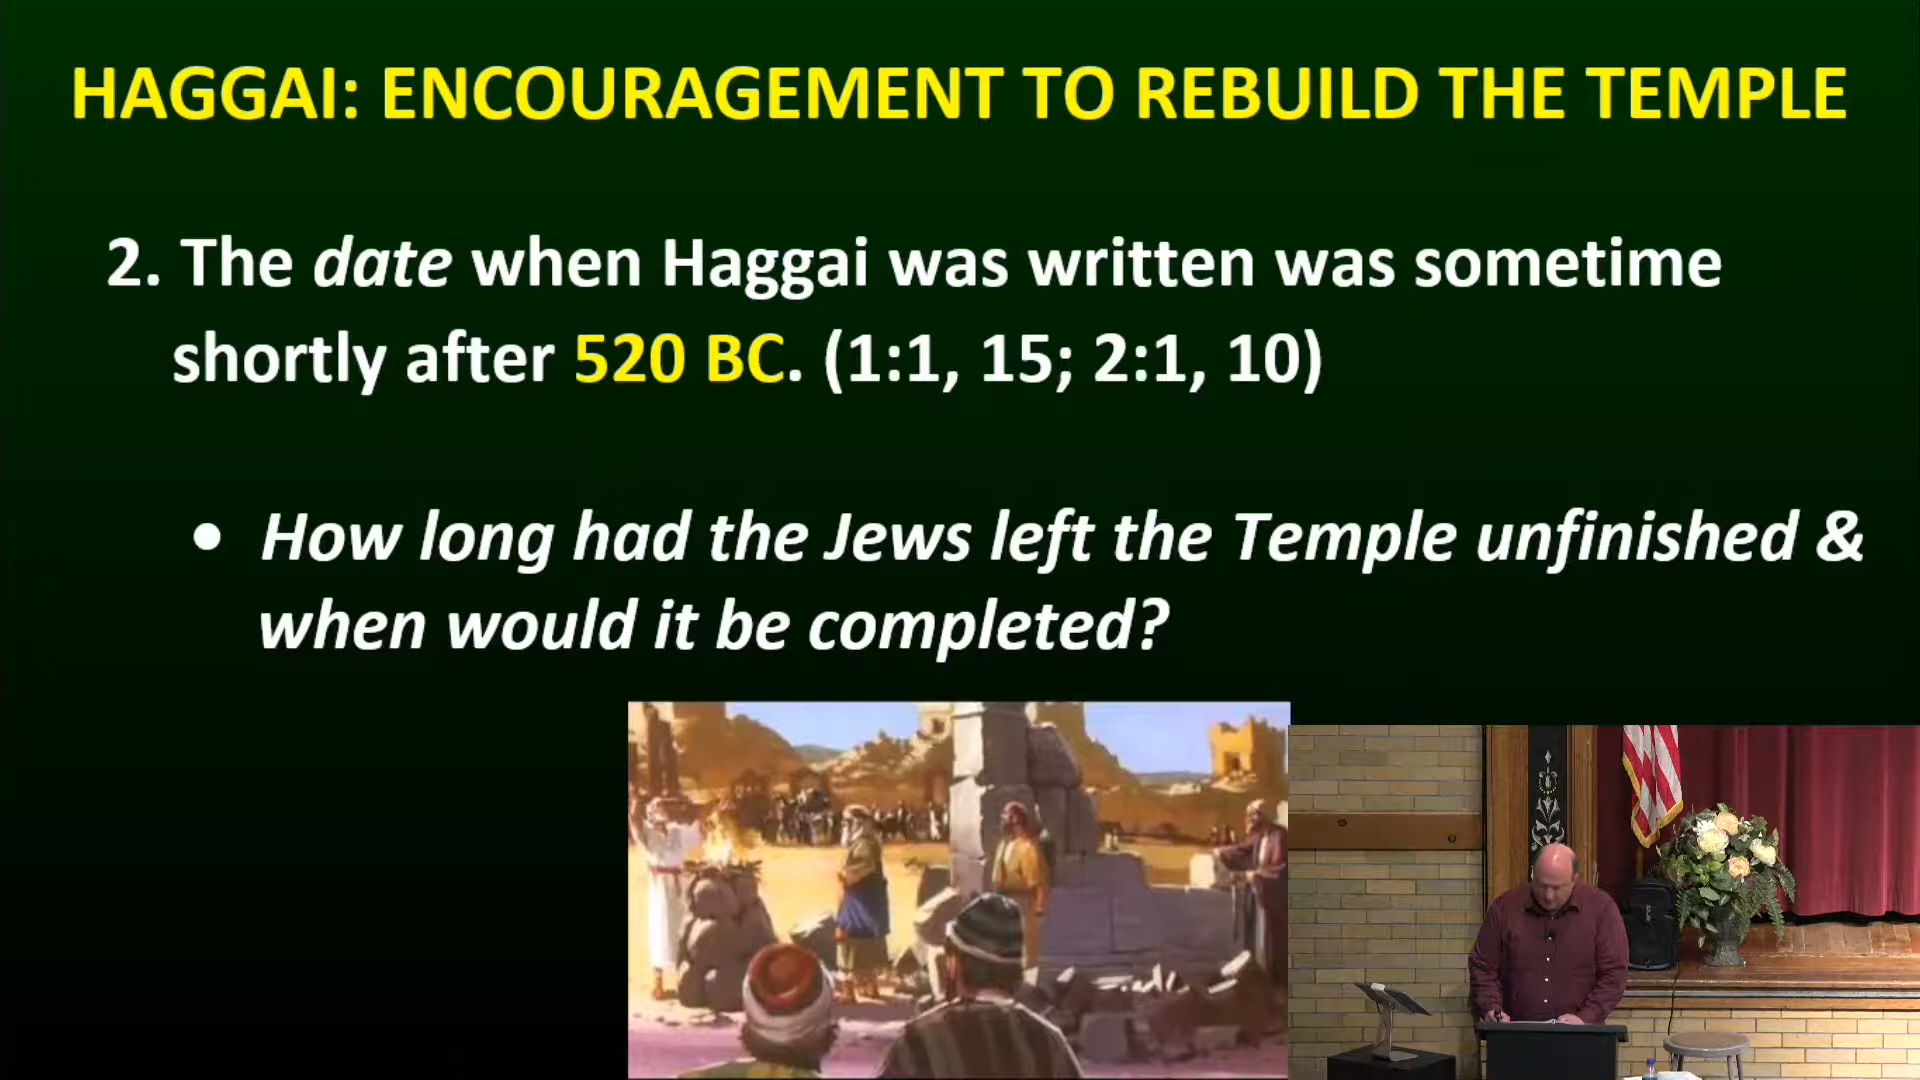 HAGGAI: ENCOURAGEMENT TO REBUILD THE TEMPLE
2. The date when Haggai was written was sometime
shortly after 520 BC. (1:1, 15; 2:1, 10)
• How long had the Jews left the Temple unfinished &
when would it be completed?